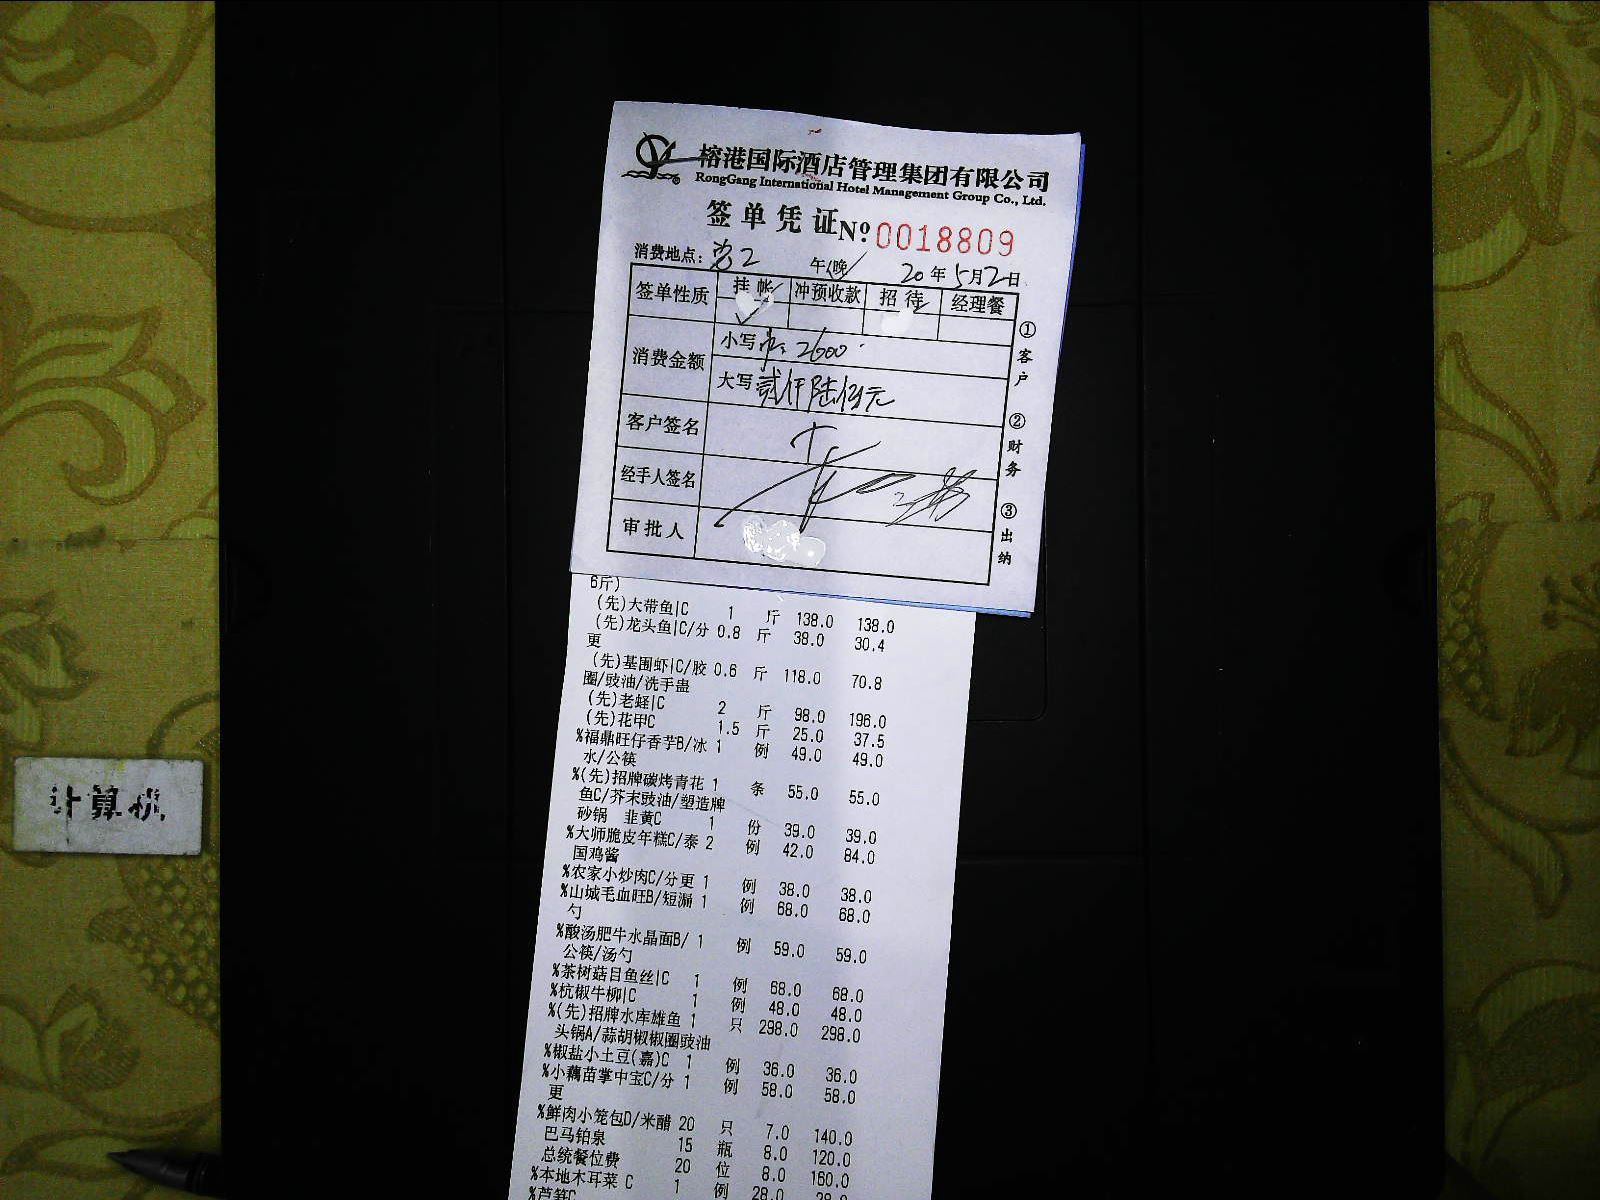 榕港国际酒店管理集团有限公司
RongGang International Hotel Management Group Co., Ltd.
签单凭证 Nº 0018809
消费地点: 2 午(晚) 20年5月2日
签单性质 挂帐 冲预收款 招待 经理餐
消费金额 小写 2600
大写 贰仟陆佰元
客户签名
经手人签名
审批人
①客户
②财务
③出纳
6斤)
(先)大带鱼|C 1 斤 138.0 138.0
(先)龙头鱼|C/分 0.8 斤 38.0 30.4
更
(先)基围虾|C/胶 0.6 斤 118.0 70.8
圈/豉油/洗手盅
(先)老蛏|C 2 斤 98.0 196.0
(先)花甲C 1.5 斤 25.0 37.5
%福鼎旺仔香芋B/冰 1 例 49.0 49.0
水/公筷
%(先)招牌碳烤青花 1 条 55.0 55.0
鱼C/芥末豉油/塑造牌
砂锅 韭黄C 1 份 39.0 39.0
%大师脆皮年糕C/泰 2 例 42.0 84.0
国鸡酱
%农家小炒肉C/分更 1 例 38.0 38.0
%山城毛血旺B/短漏 1 例 68.0 68.0
勺
%酸汤肥牛水晶面B/ 1 例 59.0 59.0
公筷/汤勺
%茶树菇目鱼丝|C 1 例 68.0 68.0
%杭椒牛柳|C 1 例 48.0 48.0
%(先)招牌水库雄鱼 1 只 298.0 298.0
头锅A/蒜胡椒椒圈豉油
%椒盐小土豆(嘉)C 1 例 36.0 36.0
%小藕苗掌中宝C/分 1 例 58.0 58.0
更
%鲜肉小笼包D/米醋 20 只 7.0 140.0
巴马铂泉 15 瓶 8.0 120.0
总统餐位费 20 位 8.0 160.0
%本地木耳菜 C 1 例 28.0 28.0
%芦笋C
计算机